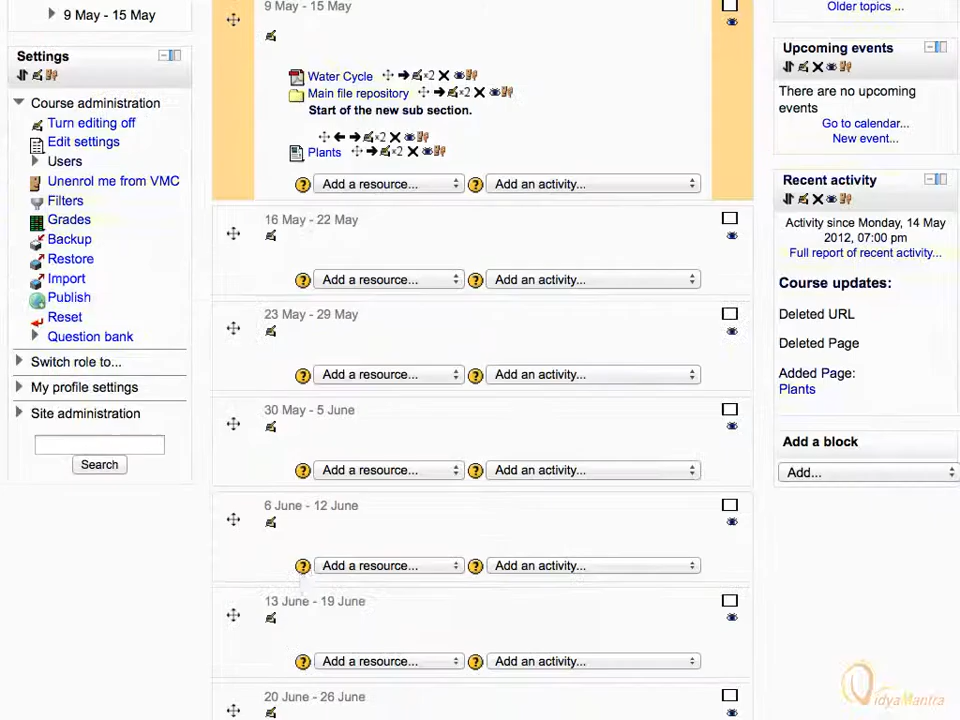 9 May - 15 May
Settings
Course administration
Turn editing off
Edit settings
Users
Unenrol me from VMC
Filters
Grades
Backup
Restore
Import
Publish
Reset
Question bank
Switch role to...
My profile settings
Site administration
Search
9 May - 15 May
Water Cycle ×2
Main file repository ×2
Start of the new sub section.
×2
Plants ×2
Add a resource... Add an activity...
16 May - 22 May
Add a resource... Add an activity...
23 May - 29 May
Add a resource... Add an activity...
30 May - 5 June
Add a resource... Add an activity...
6 June - 12 June
Add a resource... Add an activity...
13 June - 19 June
Add a resource... Add an activity...
20 June - 26 June
Older topics ...
Upcoming events
There are no upcoming
events
Go to calendar...
New event...
Recent activity
Activity since Monday, 14 May
2012, 07:00 pm
Full report of recent activity...
Course updates:
Deleted URL
Deleted Page
Added Page:
Plants
Add a block
Add...
VidyaMantra